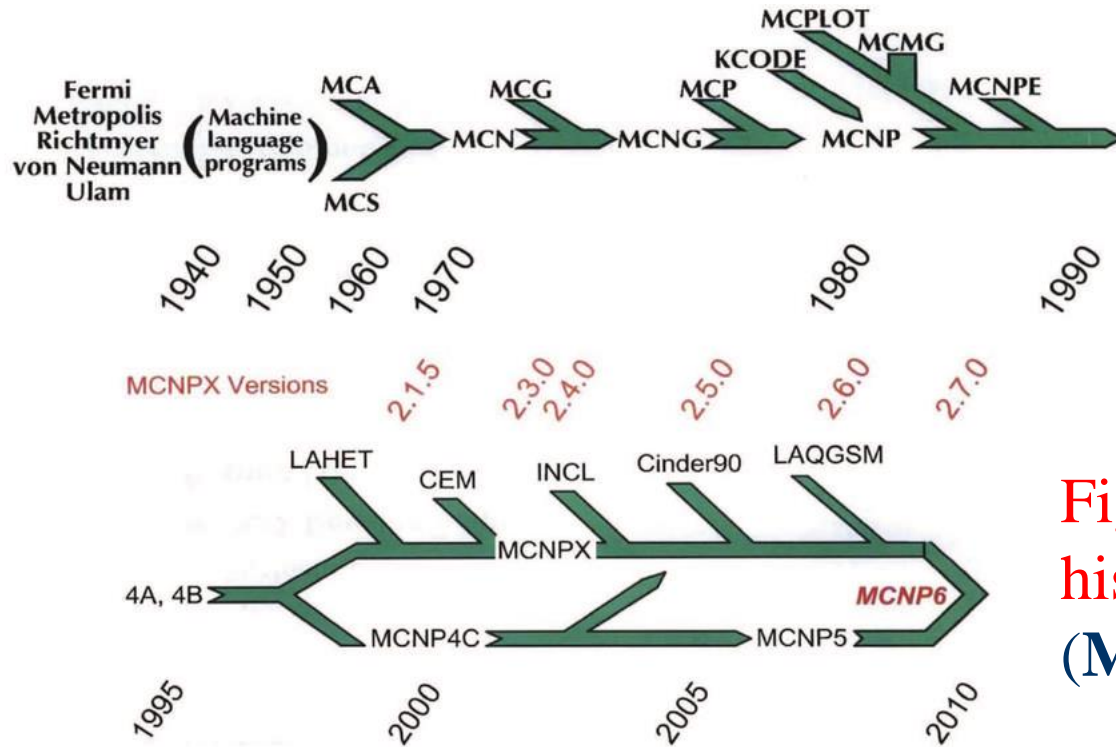 MCPLOT
MCMG
KCODE
MCNPE
MCA
MCG
MCP
Fermi
Metropolis
Richtmyer
von Neumann
Ulam
(Machine
language
programs)
MCN
MCNG
MCNP
MCS
1940
1950
1960
1970
1980
1990
MCNPX Versions
2.1.5
2.3.0
2.4.0
2.5.0
2.6.0
2.7.0
LAHET
CEM
INCL
Cinder90
LAQGSM
MCNPX
4A, 4B
MCNP6
MCNP4C
MCNP5
1995
2000
2005
2010